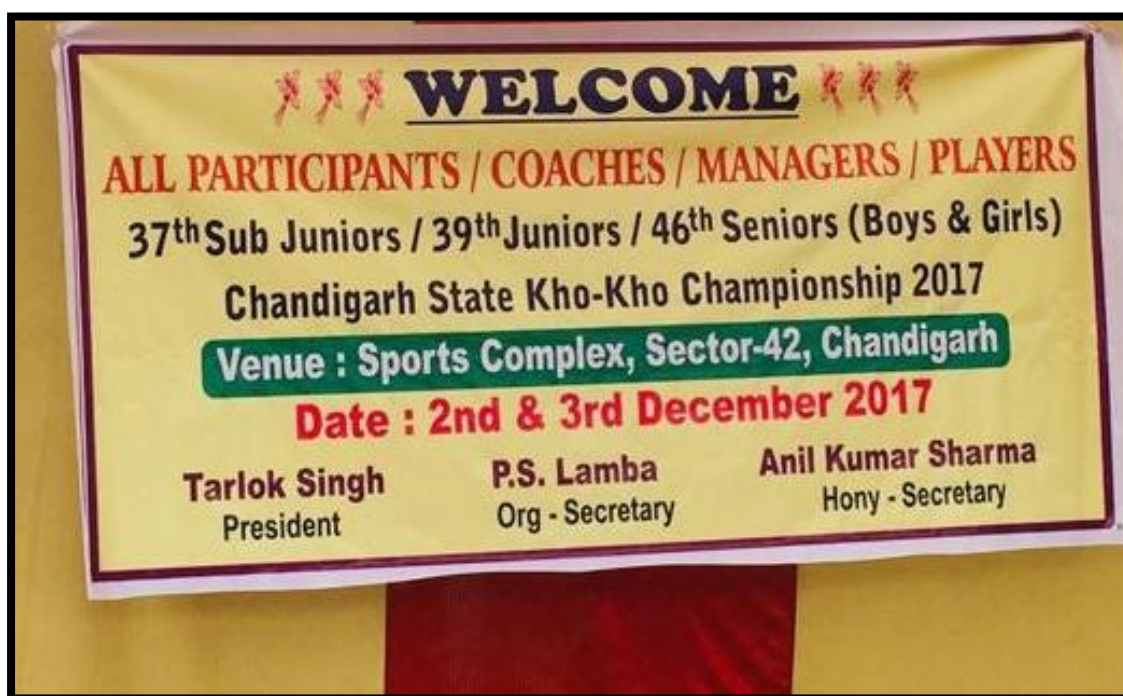 WELCOME
ALL PARTICIPANTS / COACHES / MANAGERS / PLAYERS
37th Sub Juniors / 39th Juniors / 46th Seniors (Boys & Girls)
Chandigarh State Kho-Kho Championship 2017
Venue : Sports Complex, Sector-42, Chandigarh
Date : 2nd & 3rd December 2017
Tarlok Singh P.S. Lamba Anil Kumar Sharma
President Org - Secretary Hony - Secretary